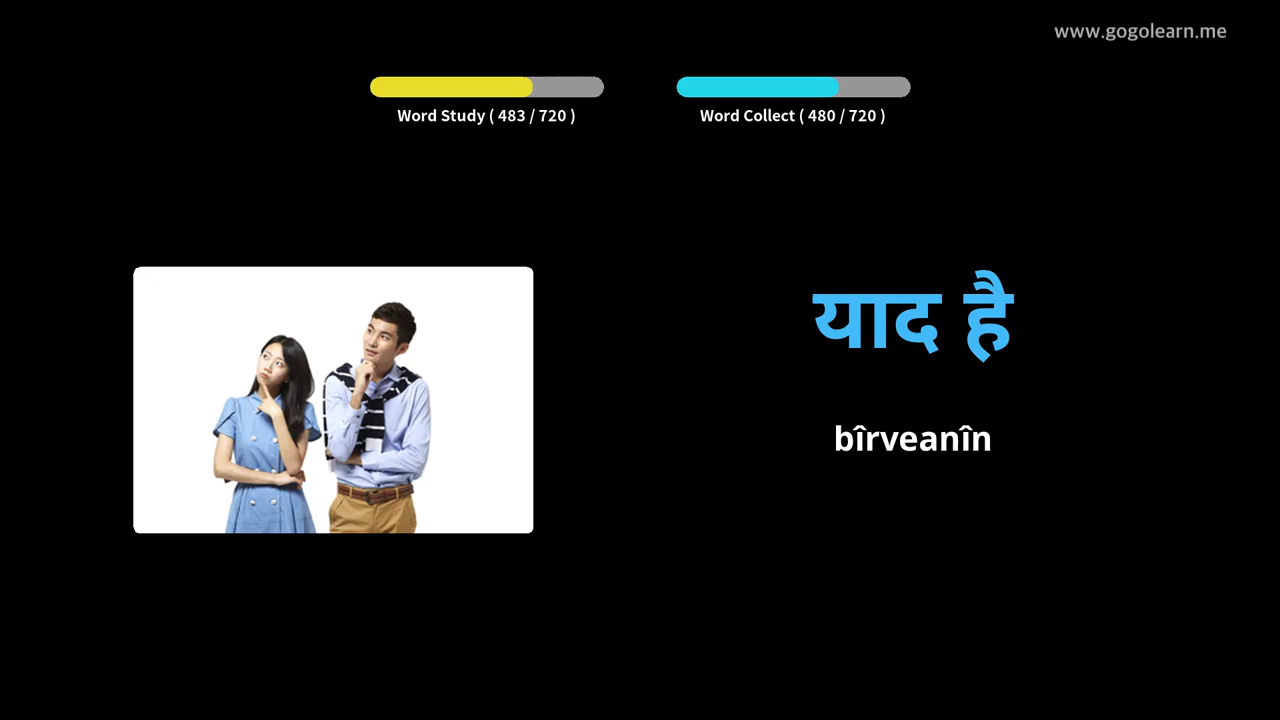 www.gogolearn.me
Word Study ( 483 / 720 )
Word Collect ( 480 / 720 )
याद है
bîrveanîn